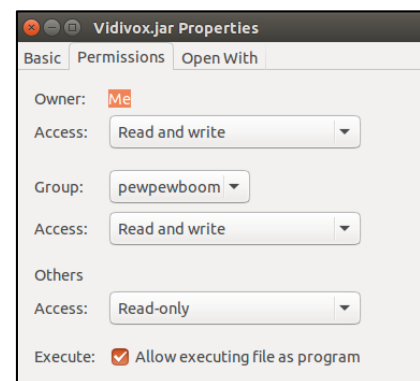 Vidivox.jar Properties
Basic Permissions Open With
Owner: Me
Access: Read and write
Group: pewpewboom
Access: Read and write
Others
Access: Read-only
Execute: Allow executing file as program